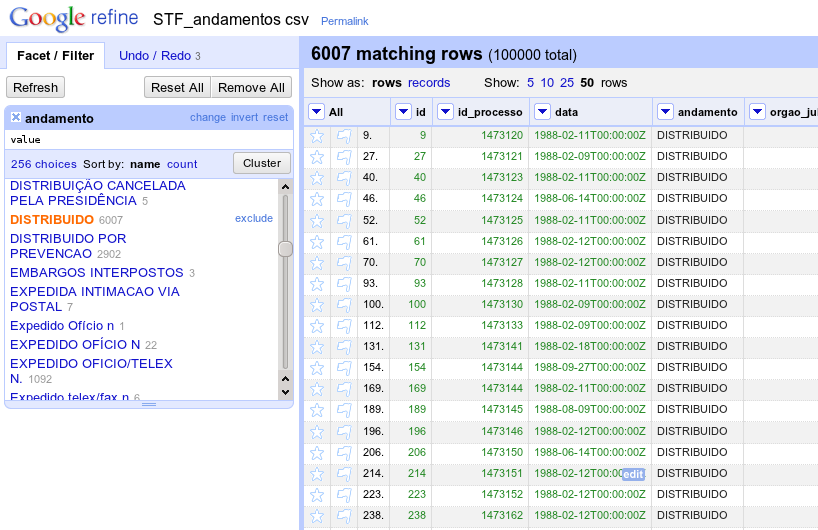 Google refine STF_andamentos csv Permalink
Facet / Filter Undo / Redo 3
Refresh Reset All Remove All
andamento change invert reset
value
256 choices Sort by: name count Cluster
DISTRIBUIÇÃO CANCELADA
PELA PRESIDÊNCIA 5
DISTRIBUIDO 6007 exclude
DISTRIBUIDO POR
PREVENCAO 2902
EMBARGOS INTERPOSTOS 3
EXPEDIDA INTIMACAO VIA
POSTAL 7
Expedido Ofício n 1
EXPEDIDO OFÍCIO N 22
EXPEDIDO OFICIO/TELEX
N. 1092
Expedido telex/fax n 6
6007 matching rows (100000 total)
Show as: rows records Show: 5 10 25 50 rows
All id id_processo data andamento orgao_jul
9. 9 1473120 1988-02-11T00:00:00Z DISTRIBUIDO
27. 27 1473121 1988-02-09T00:00:00Z DISTRIBUIDO
40. 40 1473123 1988-02-11T00:00:00Z DISTRIBUIDO
46. 46 1473124 1988-06-14T00:00:00Z DISTRIBUIDO
52. 52 1473125 1988-02-11T00:00:00Z DISTRIBUIDO
61. 61 1473126 1988-02-12T00:00:00Z DISTRIBUIDO
70. 70 1473127 1988-02-12T00:00:00Z DISTRIBUIDO
93. 93 1473128 1988-02-11T00:00:00Z DISTRIBUIDO
100. 100 1473130 1988-02-09T00:00:00Z DISTRIBUIDO
112. 112 1473133 1988-02-09T00:00:00Z DISTRIBUIDO
131. 131 1473141 1988-02-18T00:00:00Z DISTRIBUIDO
154. 154 1473144 1988-09-27T00:00:00Z DISTRIBUIDO
169. 169 1473144 1988-02-11T00:00:00Z DISTRIBUIDO
189. 189 1473145 1988-08-09T00:00:00Z DISTRIBUIDO
196. 196 1473146 1988-02-12T00:00:00Z DISTRIBUIDO
206. 206 1473150 1988-06-14T00:00:00Z DISTRIBUIDO
214. 214 1473151 1988-02-12T00:00 edit DISTRIBUIDO
223. 223 1473152 1988-02-12T00:00:00Z DISTRIBUIDO
238. 238 1473162 1988-02-12T00:00:00Z DISTRIBUIDO